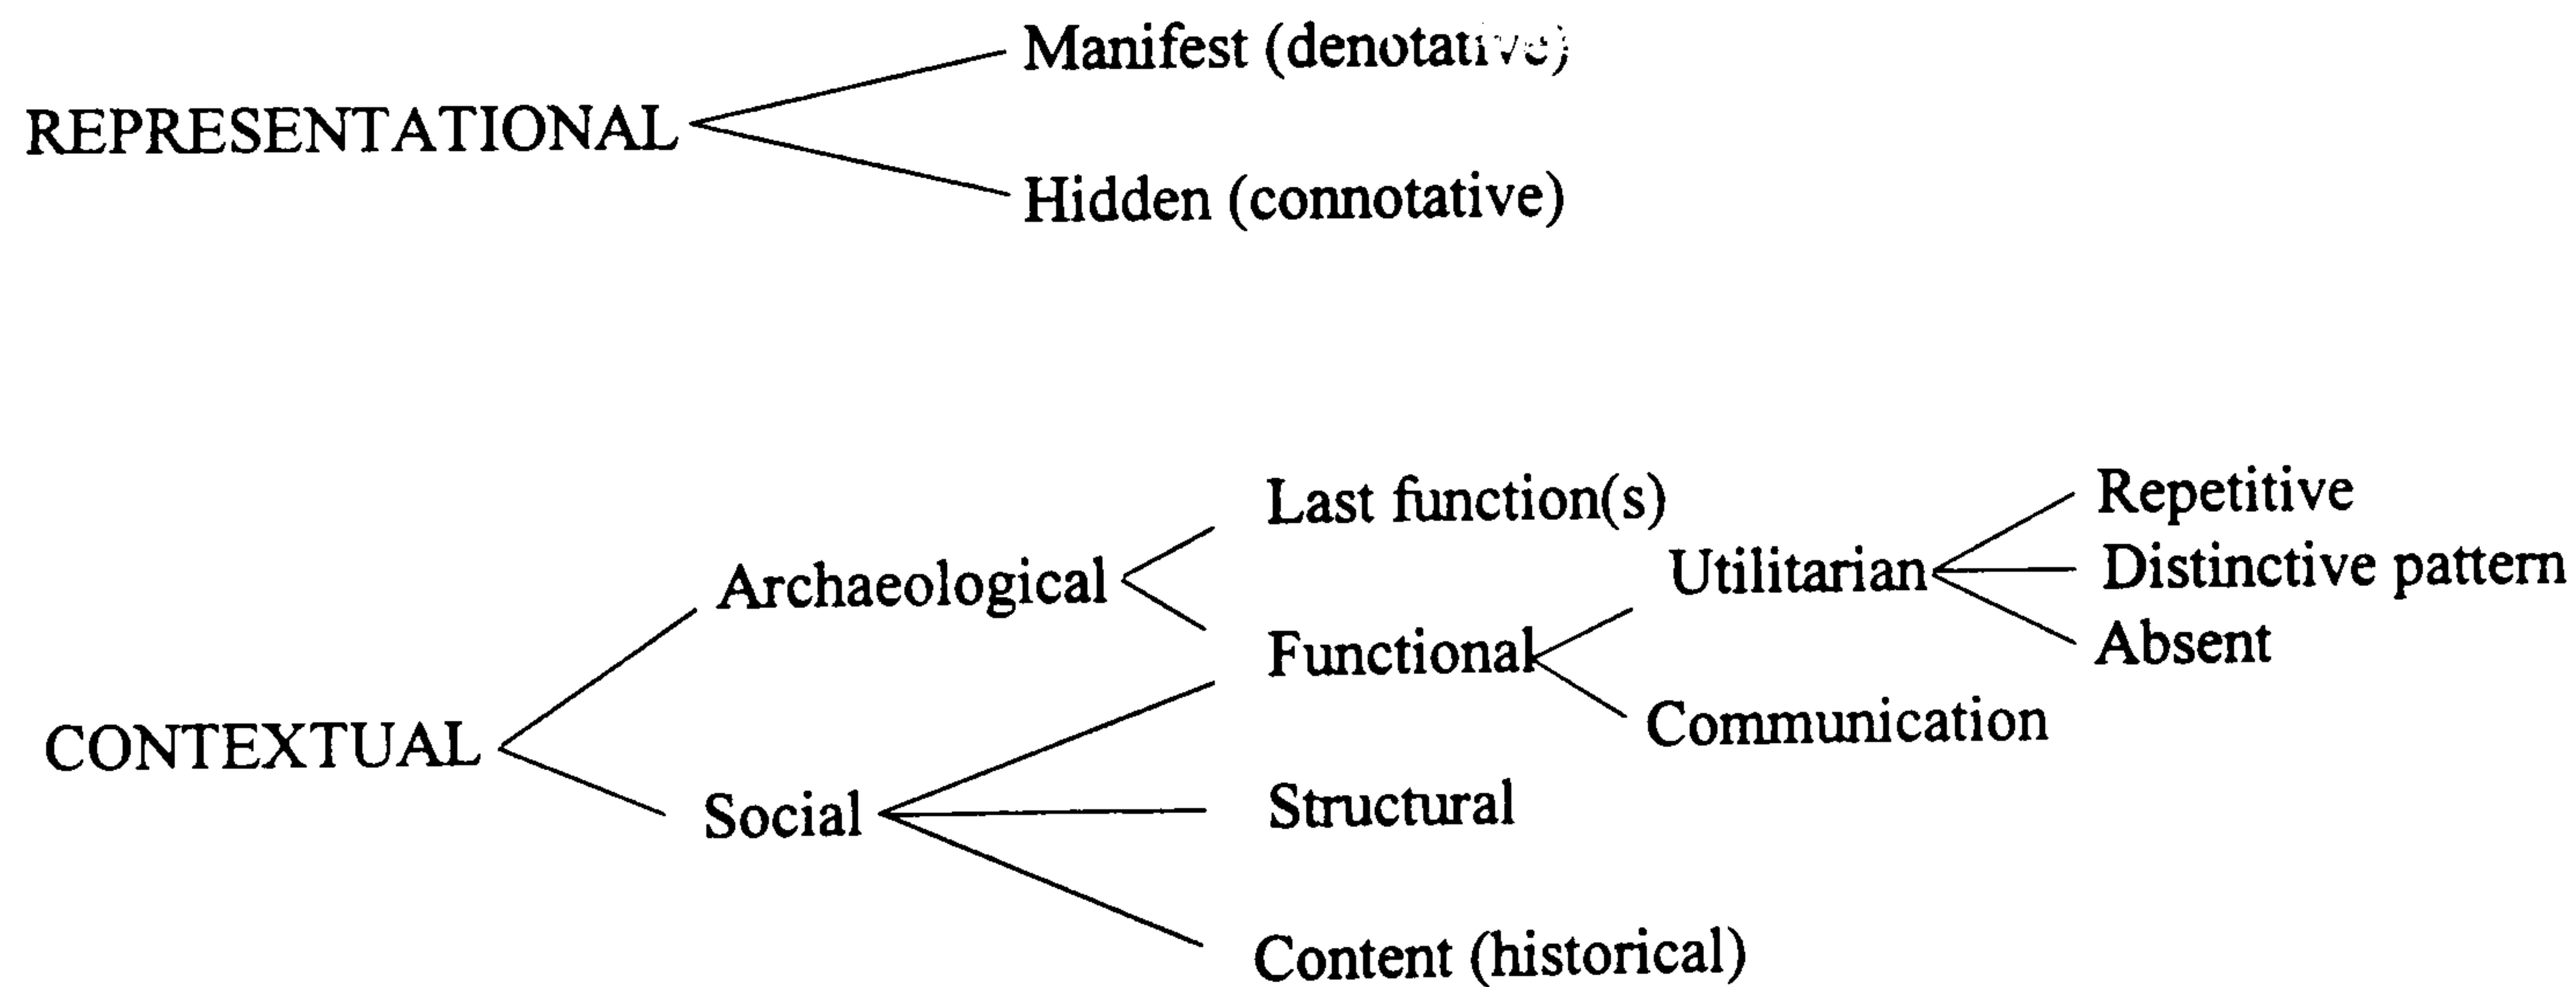 Manifest (denotative)
REPRESENTATIONAL
Hidden (connotative)
Last function(s)
Repetitive
Archaeological
Utilitarian
Distinctive pattern
Functional
Absent
CONTEXTUAL
Communication
Social
Structural
Content (historical)